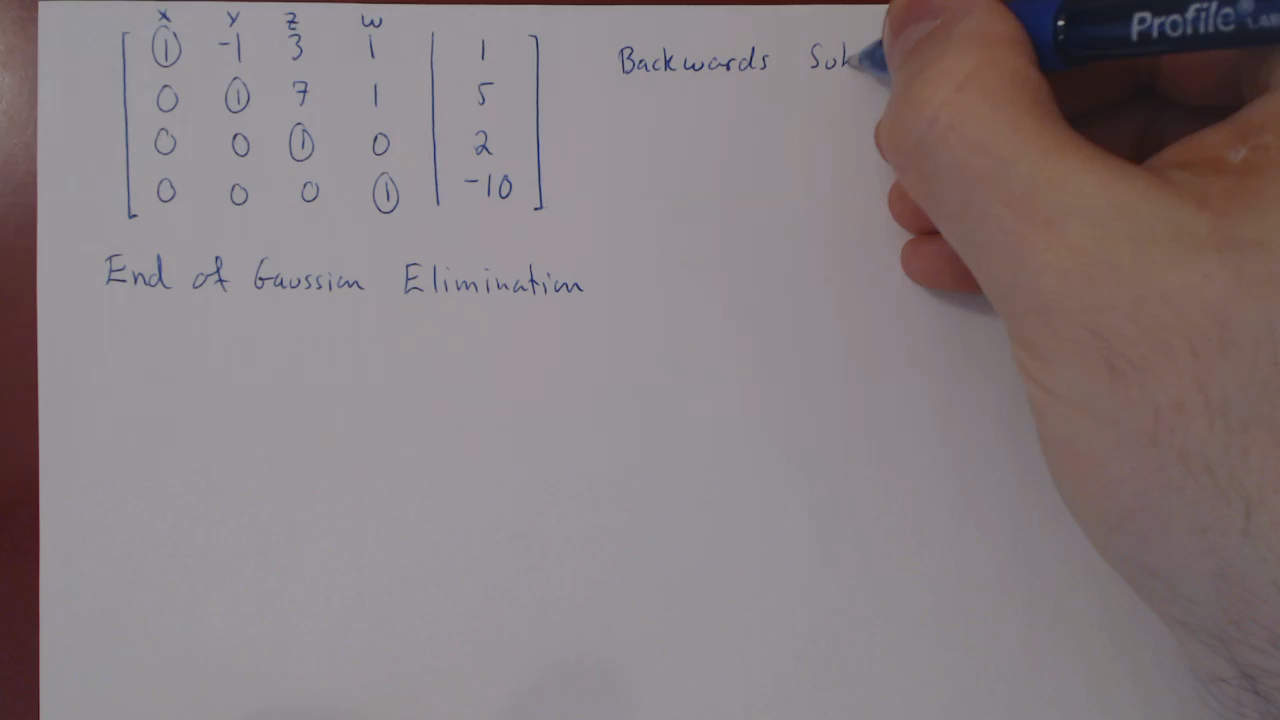 x y z w
1 -1 3 1 | 1
0 1 7 1 | 5
0 0 1 0 | 2
0 0 0 1 | -10
Backwards
End of Gaussian Elimination
Profile